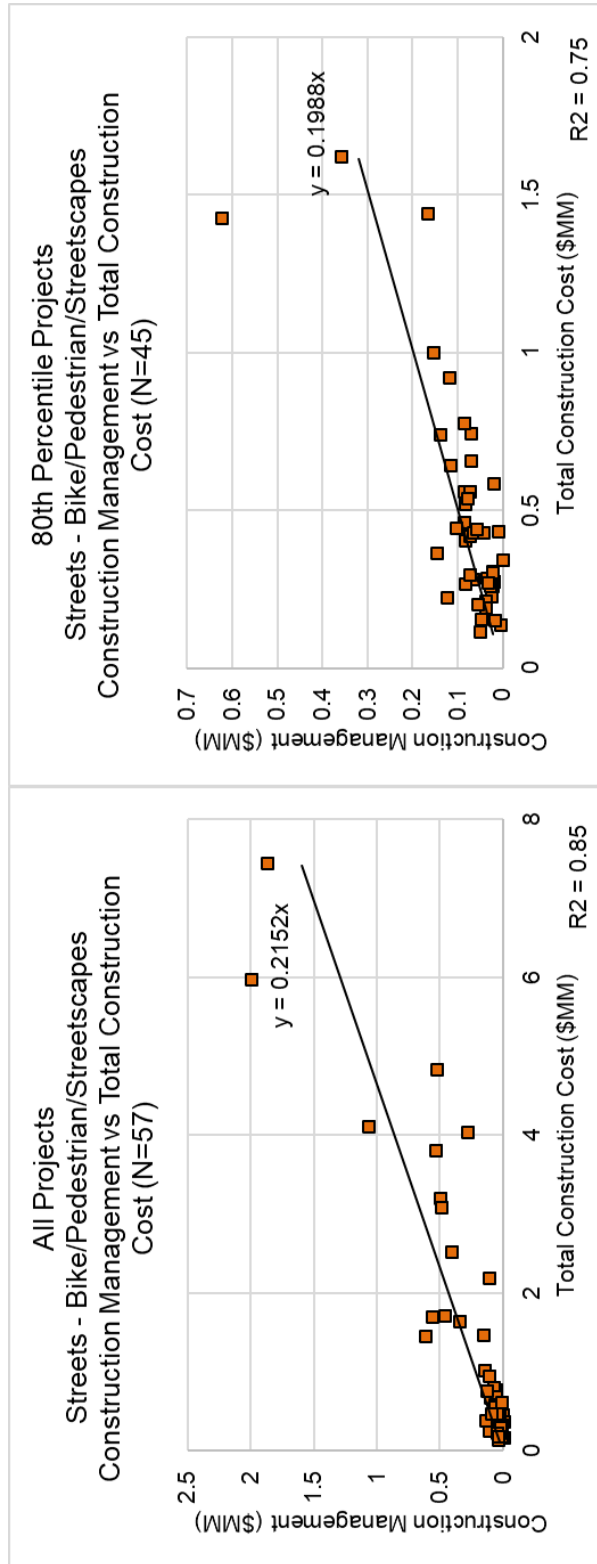 All Projects
Streets - Bike/Pedestrian/Streetscapes
Construction Management vs Total Construction
Cost (N=57)
Construction Management ($MM)
2.5
2
1.5
1
0.5
0
y = 0.2152x
0
2
4
6
8
Total Construction Cost ($MM)
R2 = 0.85
80th Percentile Projects
Streets - Bike/Pedestrian/Streetscapes
Construction Management vs Total Construction
Cost (N=45)
Construction Management ($MM)
0.7
0.6
0.5
0.4
0.3
0.2
0.1
0
y = 0.1988x
0
0.5
1
1.5
2
Total Construction Cost ($MM)
R2 = 0.75